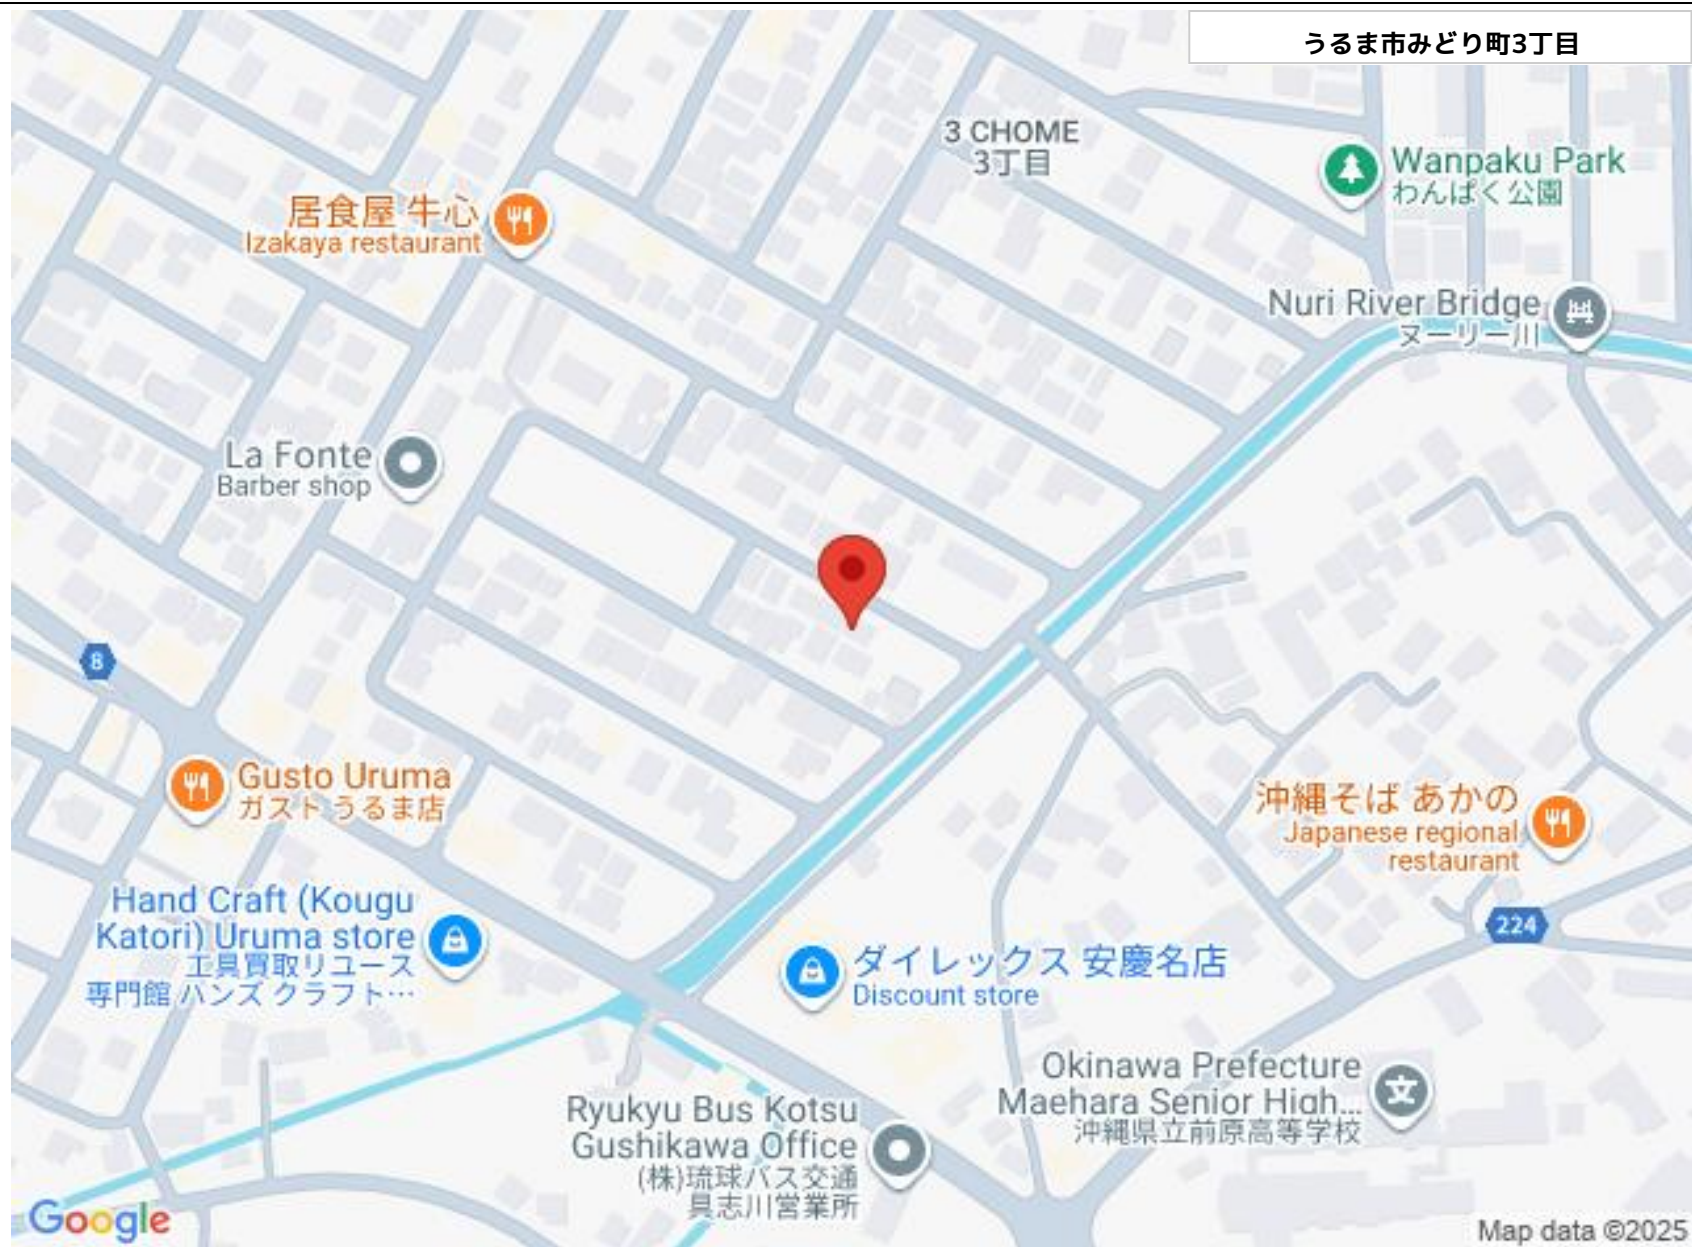 うるま市みどり町3丁目
3 CHOME
3丁目
Wanpaku Park
わんぱく公園
居食屋 牛心
Izakaya restaurant
Nuri River Bridge
ヌーリー川
La Fonte
Barber shop
8
Gusto Uruma
ガスト うるま店
沖縄そば あかの
Japanese regional
restaurant
Hand Craft (Kougu
Katori) Uruma store
工具買取リユース
専門館 ハンズ クラフト…
224
ダイレックス 安慶名店
Discount store
Okinawa Prefecture
Maehara Senior High...
沖縄県立前原高等学校
Ryukyu Bus Kotsu
Gushikawa Office
(株)琉球バス交通
具志川営業所
Google
Map data ©2025